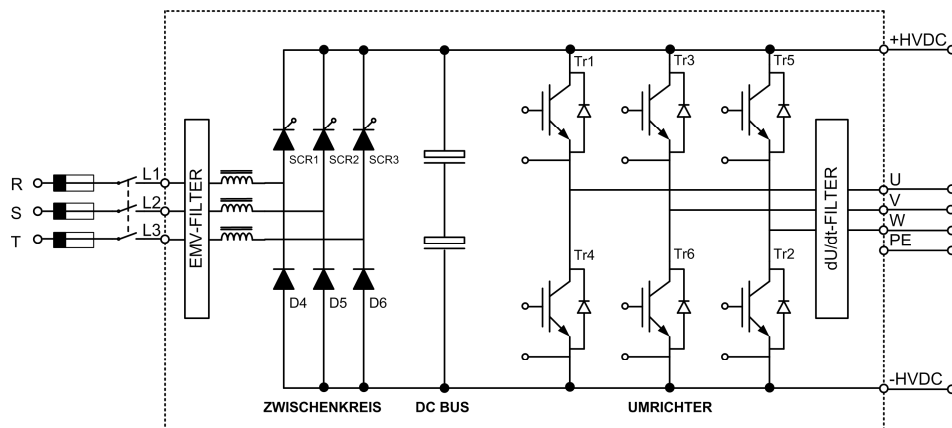 +HVDC
Tr1
Tr3
Tr5
SCR1
SCR2
SCR3
R
L1
U
S
L2
V
W
T
L3
PE
EMV-FILTER
dU/dt-FILTER
Tr4
Tr6
Tr2
D4
D5
D6
-HVDC
ZWISCHENKREIS
DC BUS
UMRICHTER